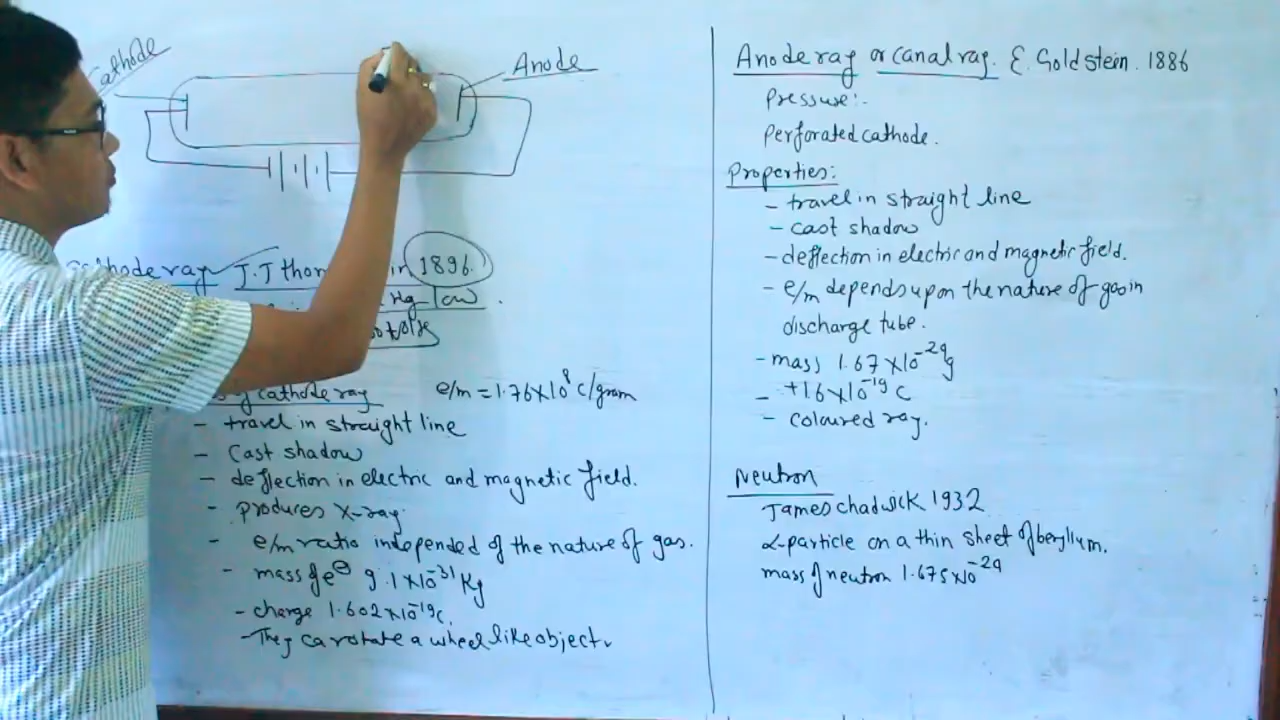 Cathode
Anode
Cathode ray J.J thom in 1896.
Hg low.
of cathode ray e/m = 1.76×10⁸ c/gram
- travel in straight line
- Cast shadow
- deflection in electric and magnetic field.
- produces x-ray.
- e/m ratio independed of the nature of gas.
- mass of e⊖ 9.1×10⁻³¹ Kg
- charge 1.602×10⁻¹⁹c.
- They ca rotate a wheel like object.
Anode ray or canal ray. E. Goldstein. 1886
Pressure:-
Perforated cathode.
Properties:
- travel in straight line
- cast shadow
- deflection in electric and magnetic field.
- e/m depends upon the nature of gas in
discharge tube.
- mass 1.67×10⁻²⁴g
- +1.6×10⁻¹⁹ C
- coloured ray.
Neutron
James chadwick 1932
α-particle on a thin sheet of beryllium.
mass of neutron 1.675×10⁻²⁹